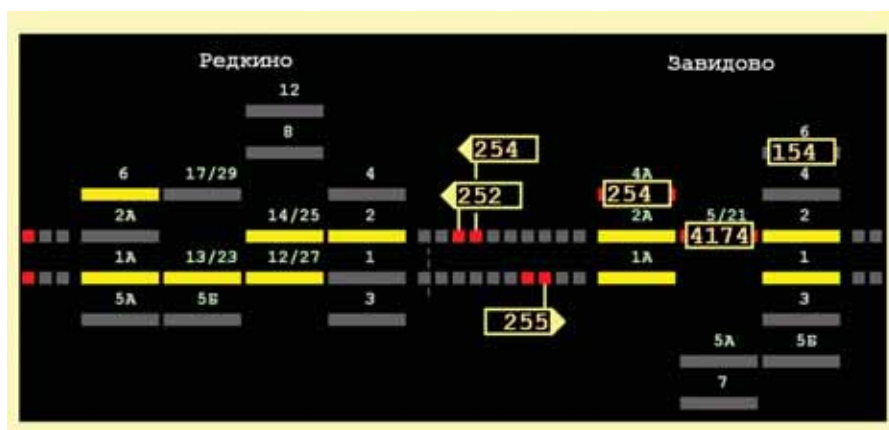 Редкино Завидово
12
8 254 6
154
6 17/29 4 252 4А 4
254
2А 14/25 2 2А 5/21 2
4174
1А 13/23 12/27 1 1А 1
5А 5Б 3 255 3
5А 5Б
7